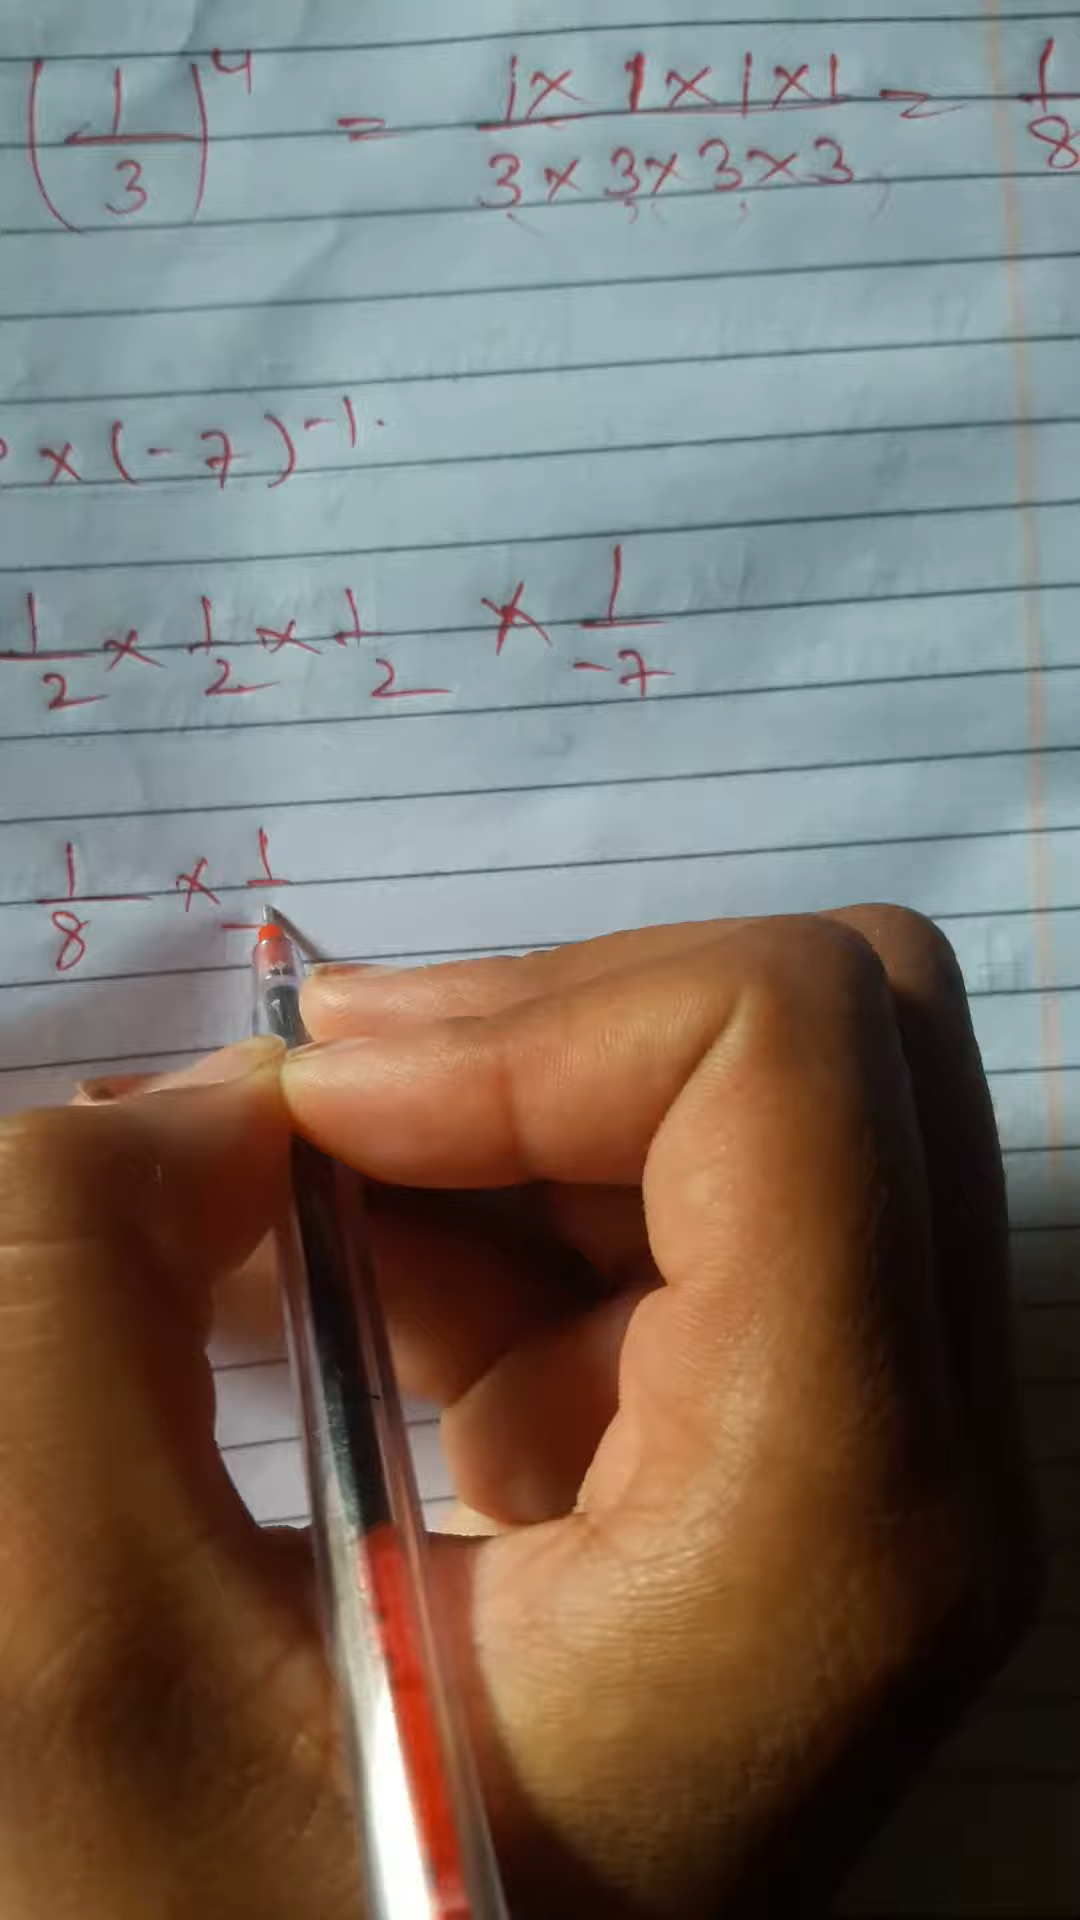 (1/3)^4 = 1 x 1 x 1 x 1 / 3 x 3 x 3 x 3 = 1/8
x (-7)^-1.
1/2 x 1/2 x 1/2 x 1/-7
1/8 x 1/-